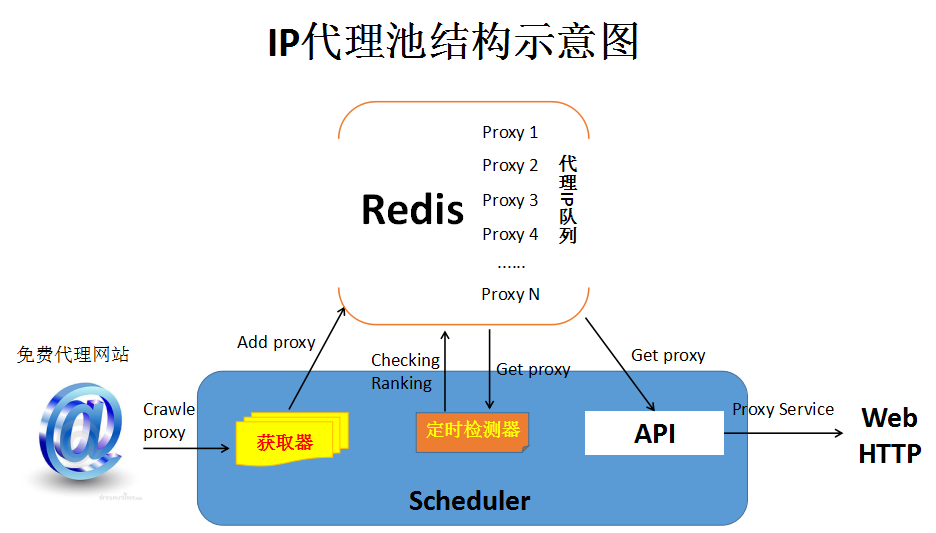 IP代理池结构示意图
Proxy 1
Proxy 2
Proxy 3
Proxy 4
......
Proxy N
代理IP队列
Redis
Add proxy
Checking
Ranking
Get proxy
Get proxy
免费代理网站
Crawle
proxy
获取器
定时检测器
API
Proxy Service
Web
HTTP
Scheduler